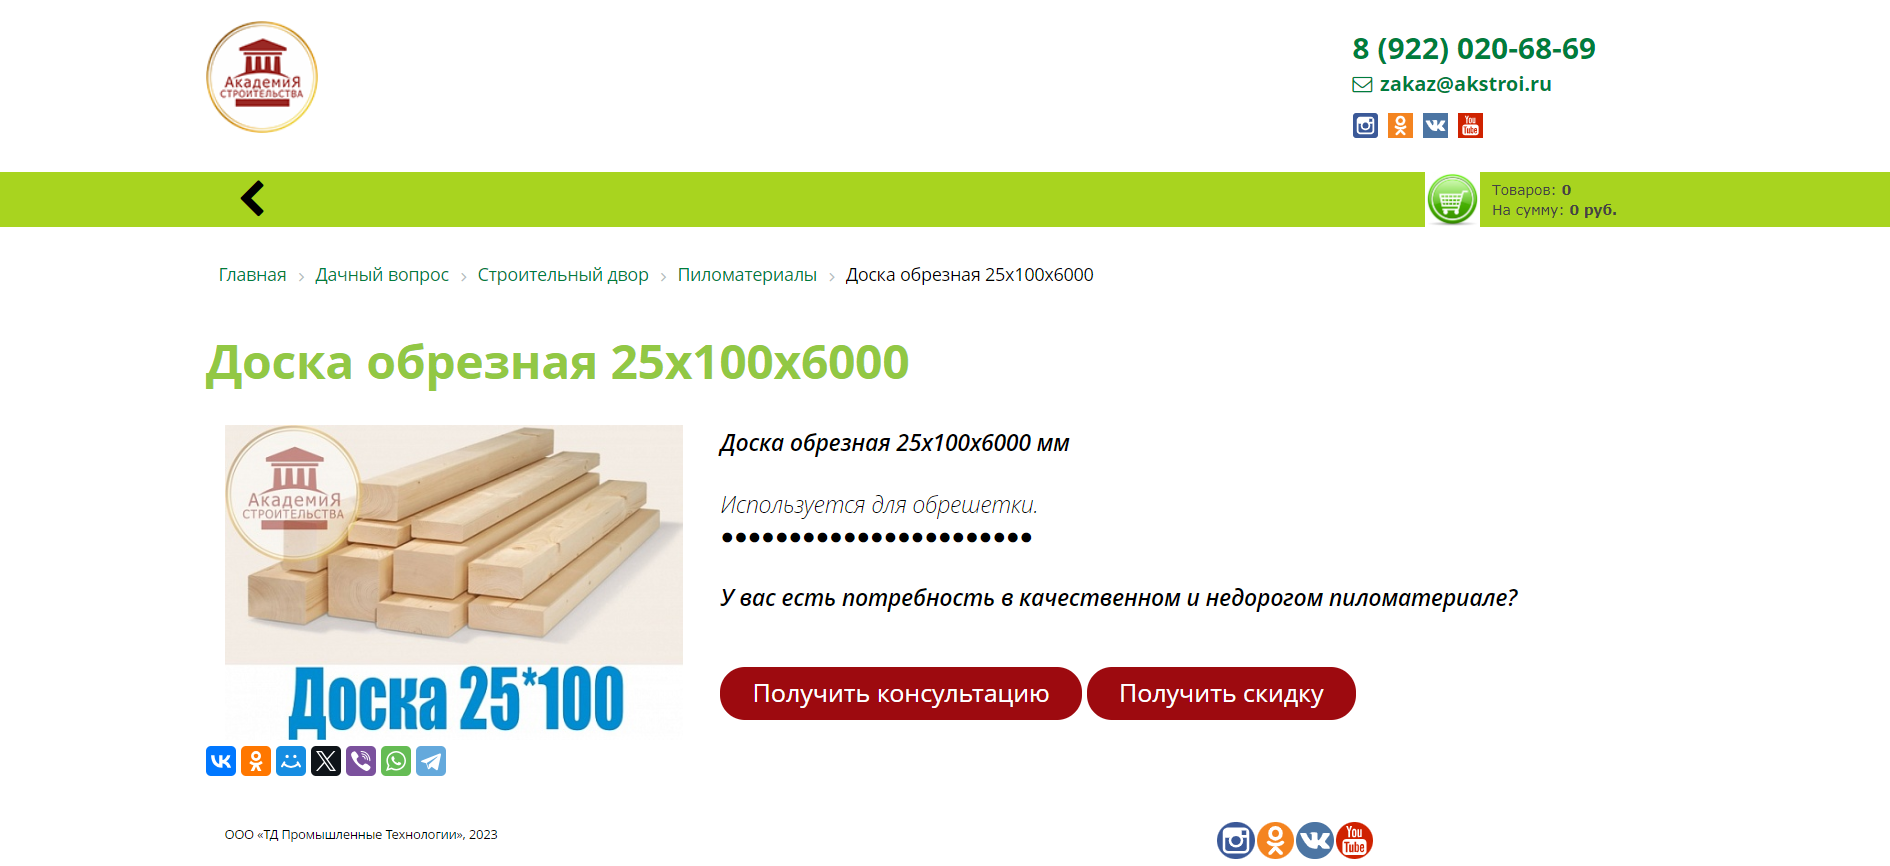 АкадемиЯ
СТРОИТЕЛЬСТВА
8 (922) 020-68-69
zakaz@akstroi.ru
You
Tube
Товаров: 0
На сумму: 0 руб.
Главная › Дачный вопрос › Строительный двор › Пиломатериалы › Доска обрезная 25х100х6000
Доска обрезная 25х100х6000
АкадемиЯ
СТРОИТЕЛЬСТВА
Доска 25*100
Доска обрезная 25х100х6000 мм
Используется для обрешетки.
●●●●●●●●●●●●●●●●●●●●●●●
У вас есть потребность в качественном и недорогом пиломатериале?
Получить консультацию
Получить скидку
ООО «ТД Промышленные Технологии», 2023
You
Tube